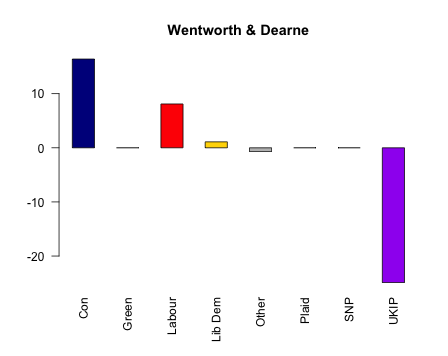 Wentworth & Dearne
10
0
-10
-20
Con
Green
Labour
Lib Dem
Other
Plaid
SNP
UKIP